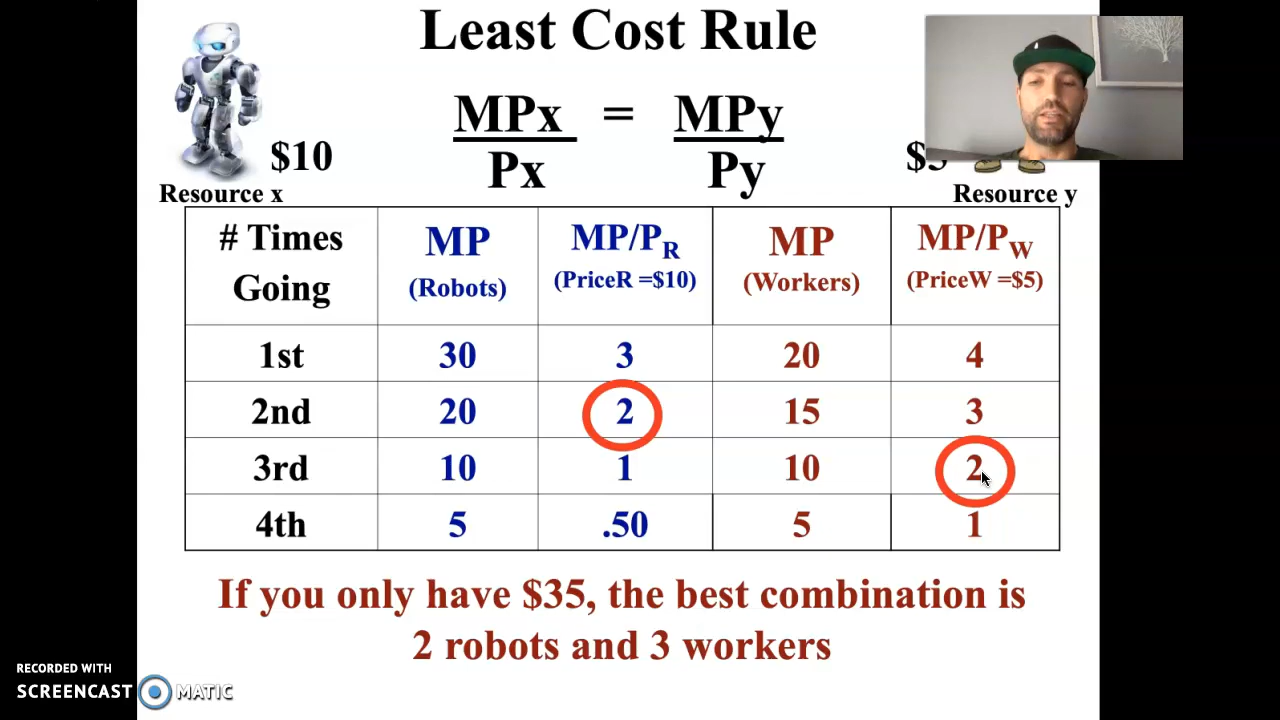 Least Cost Rule
MPx = MPy
Px Py
$10
Resource x
Resource y
# Times Going MP (Robots) MP/PR (PriceR =$10) MP (Workers) MP/PW (PriceW =$5)
1st 30 3 20 4
2nd 20 2 15 3
3rd 10 1 10 2
4th 5 .50 5 1
If you only have $35, the best combination is
2 robots and 3 workers
RECORDED WITH
SCREENCAST MATIC